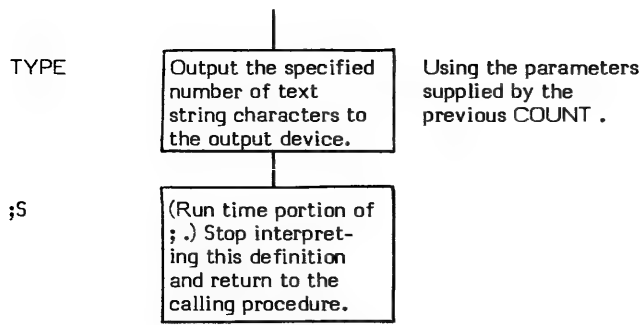 TYPE
Output the specified
number of text
string characters to
the output device.
Using the parameters
supplied by the
previous COUNT .
;S
(Run time portion of
; .) Stop interpret-
ing this definition
and return to the
calling procedure.